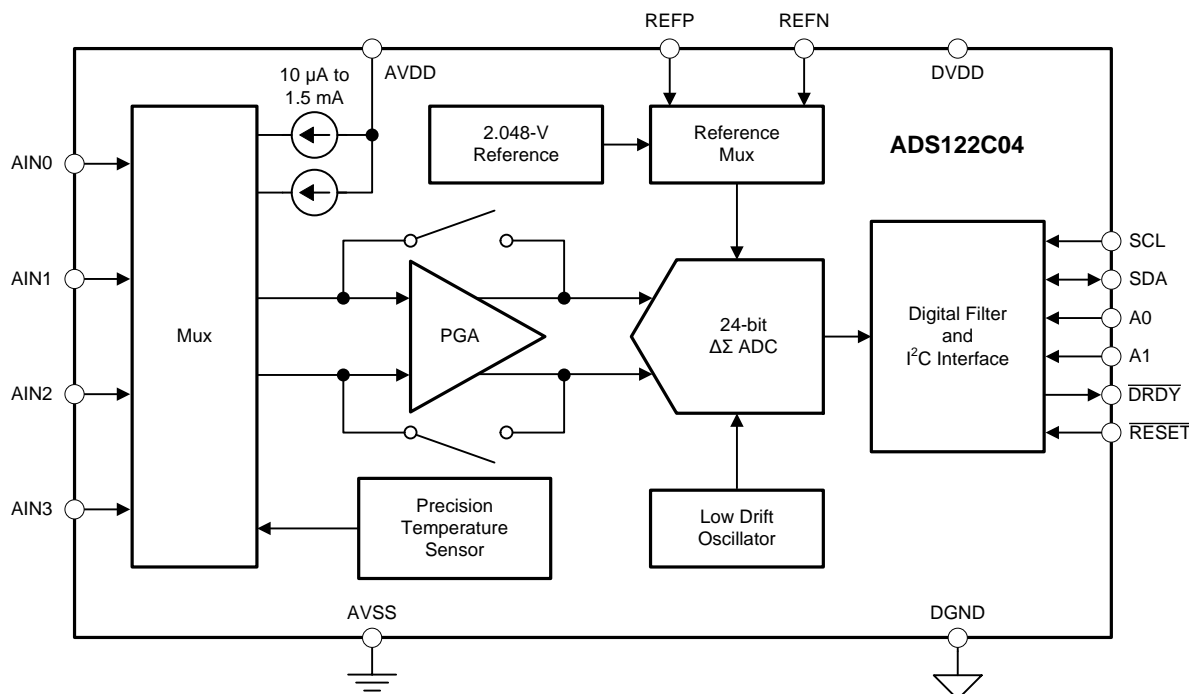 REFP
REFN
AVDD
DVDD
10 µA to
1.5 mA
2.048-V
Reference
Reference
Mux
ADS122C04
AIN0
AIN1
AIN2
AIN3
Mux
PGA
24-bit
ΔΣ ADC
Digital Filter
and
I²C Interface
SCL
SDA
A0
A1
DRDY
RESET
Precision
Temperature
Sensor
Low Drift
Oscillator
AVSS
DGND